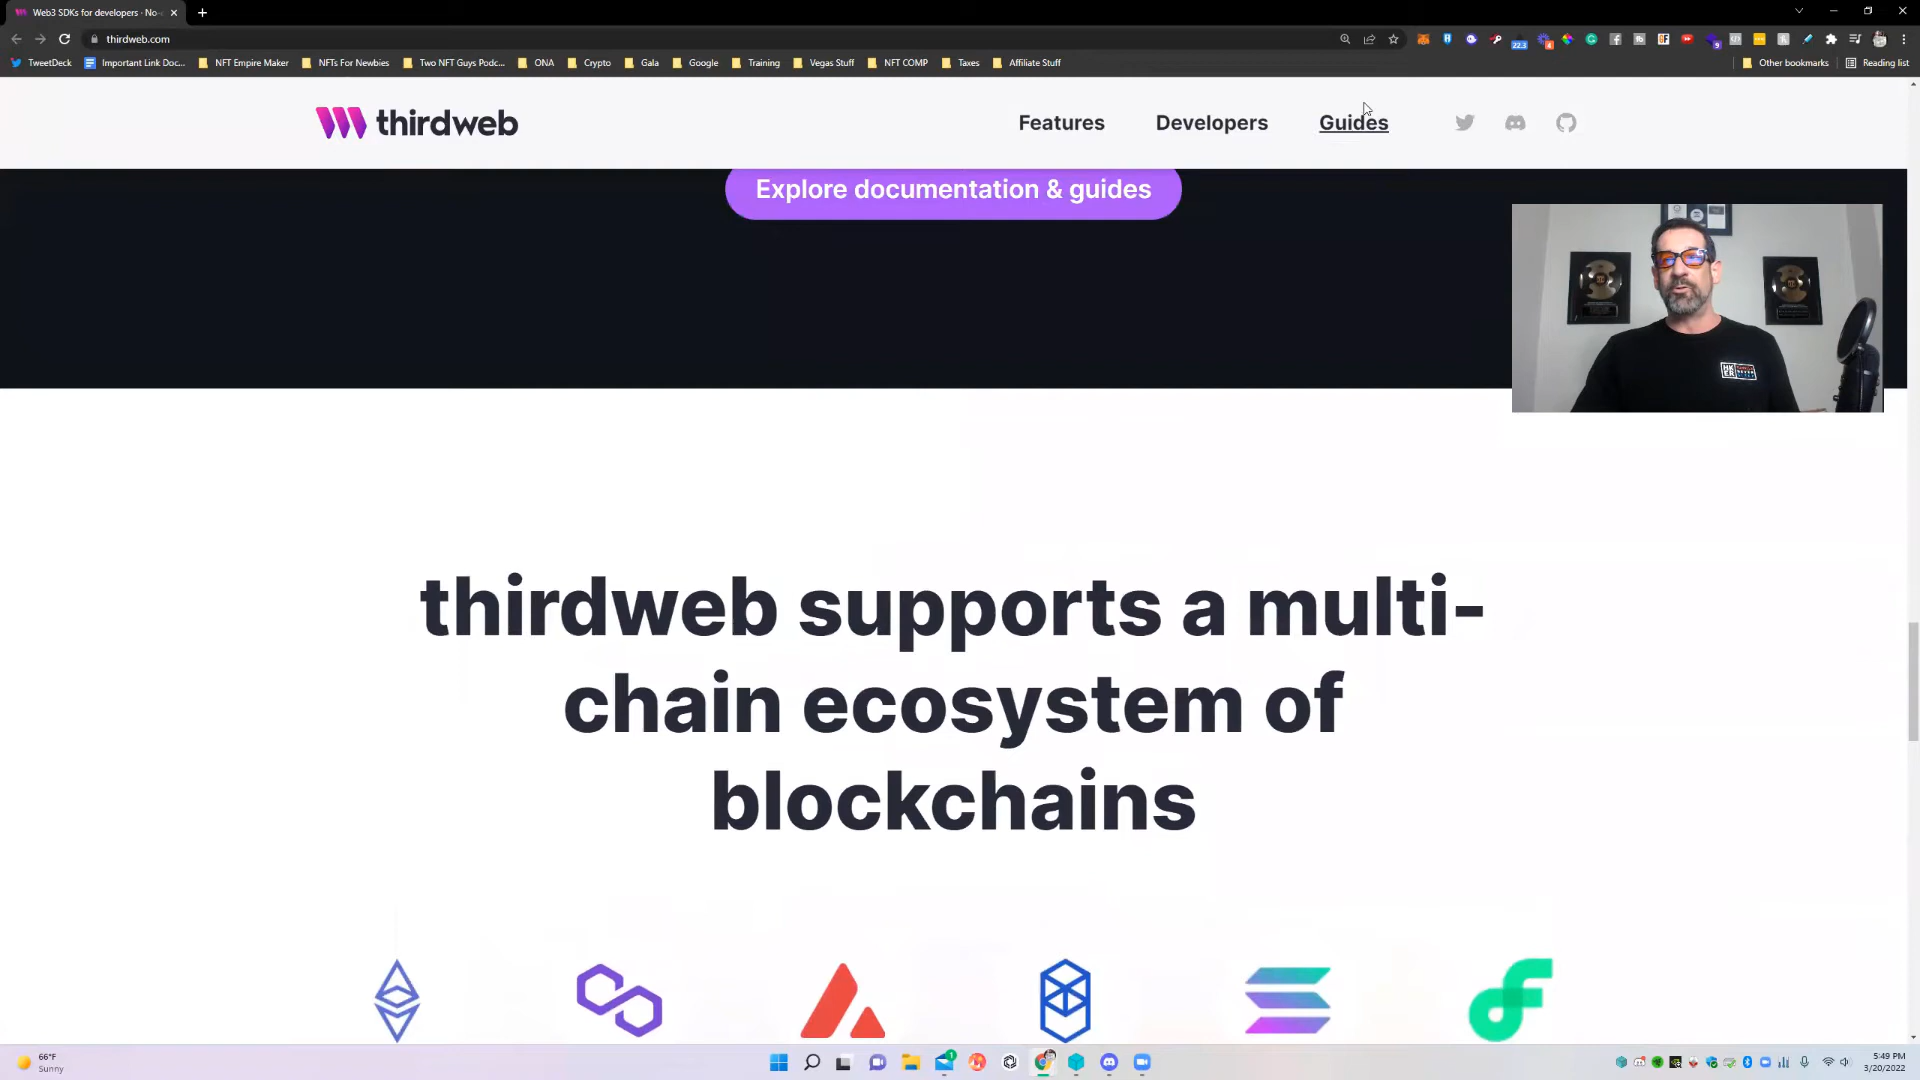 Web3 SDKs for developers · No-
thirdweb.com
TweetDeck
Important Link Doc...
NFT Empire Maker
NFTs For Newbies
Two NFT Guys Podc...
ONA
Crypto
Gala
Google
Training
Vegas Stuff
NFT COMP
Taxes
Affiliate Stuff
Other bookmarks
Reading list
thirdweb
Features
Developers
Guides
Explore documentation & guides
thirdweb supports a multi-
chain ecosystem of
blockchains
66°F
Sunny
5:49 PM
3/20/2022